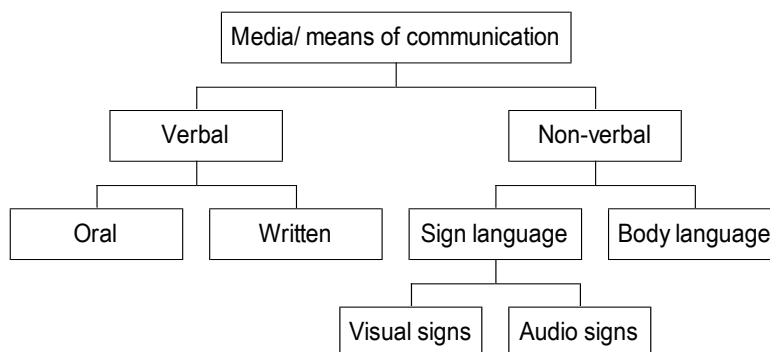 Media/ means of communication
Verbal
Non-verbal
Oral
Written
Sign language
Body language
Visual signs
Audio signs